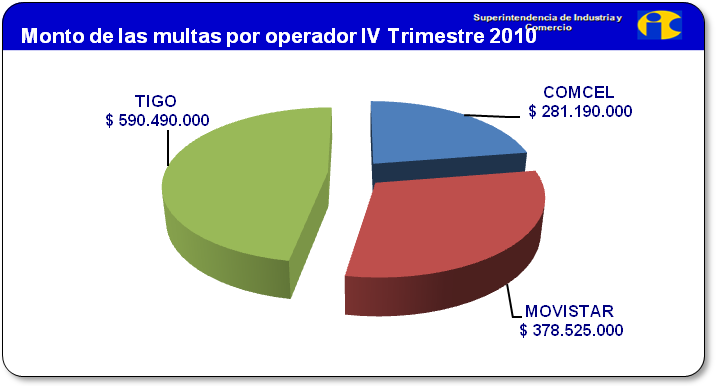 Superintendencia de Industria y
Comercio
Monto de las multas por operador IV Trimestre 2010
TIGO
$ 590.490.000
COMCEL
$ 281.190.000
MOVISTAR
$ 378.525.000